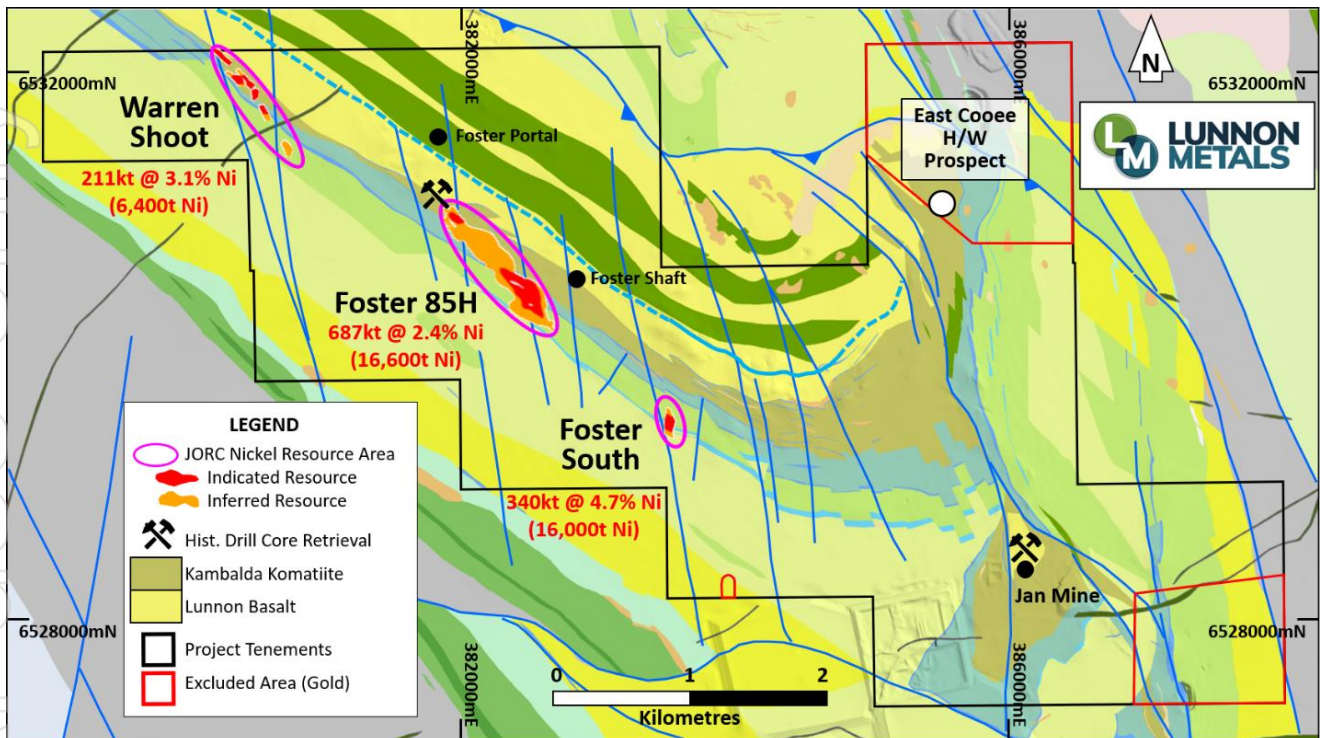 382000mE
386000mE
N
6532000mN
6532000mN
Warren
Shoot
211kt @ 3.1% Ni
(6,400t Ni)
Foster Portal
East Cooee
H/W
Prospect
LM
LUNNON
METALS
Foster Shaft
Foster 85H
687kt @ 2.4% Ni
(16,600t Ni)
Foster
South
340kt @ 4.7% Ni
(16,000t Ni)
Jan Mine
LEGEND
JORC Nickel Resource Area
Indicated Resource
Inferred Resource
Hist. Drill Core Retrieval
Kambalda Komatiite
Lunnon Basalt
Project Tenements
Excluded Area (Gold)
6528000mN
6528000mN
382000mE
386000mE
0 1 2
Kilometres